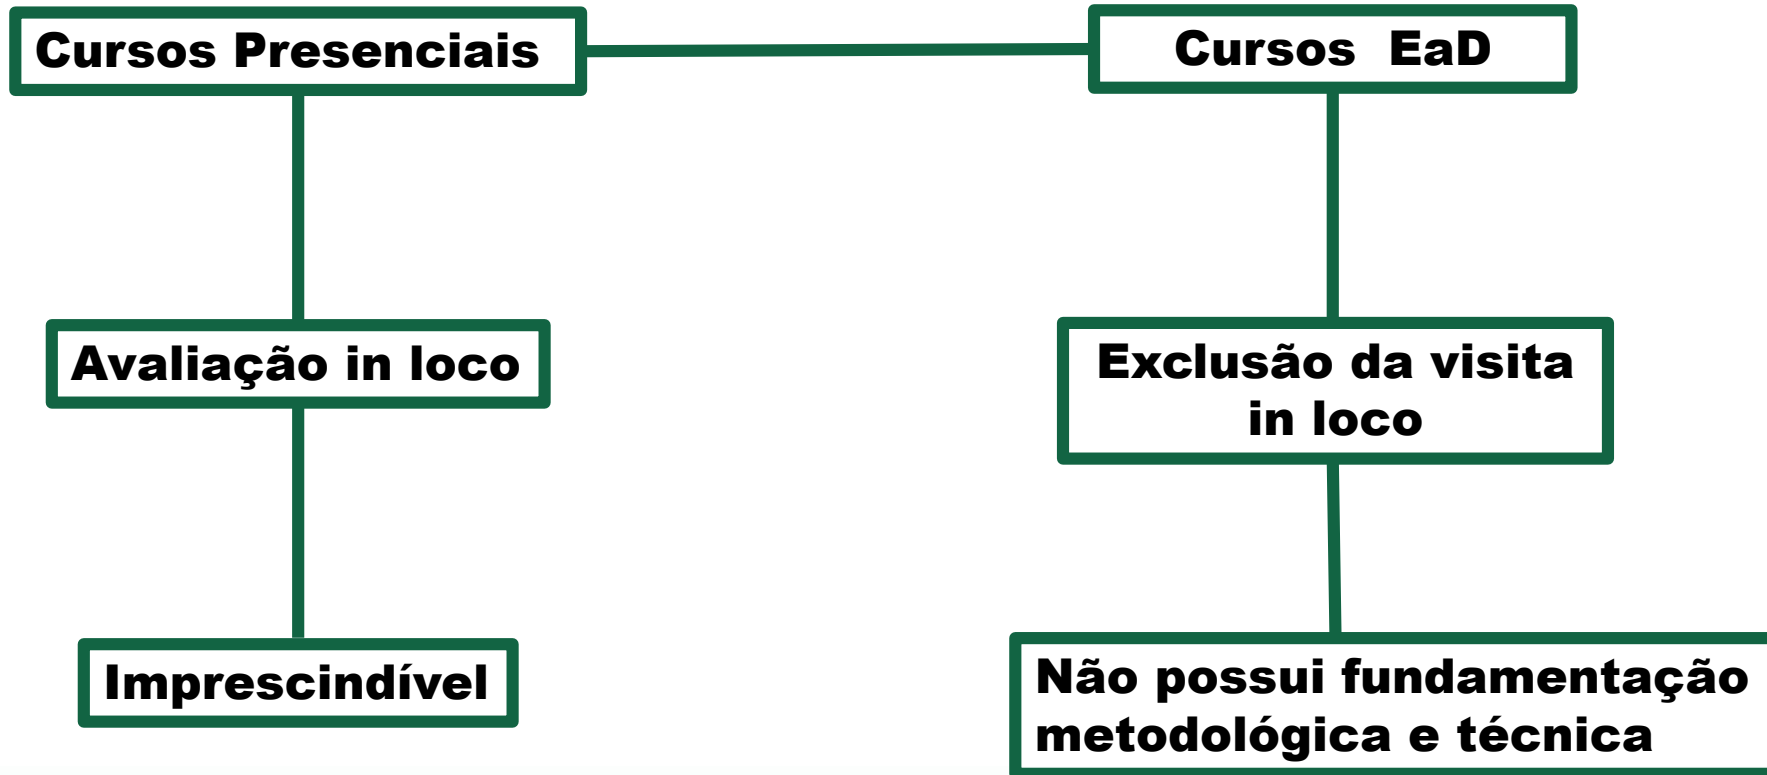 Cursos Presenciais
Cursos EaD
Avaliação in loco
Exclusão da visita
in loco
Imprescindível
Não possui fundamentação
metodológica e técnica